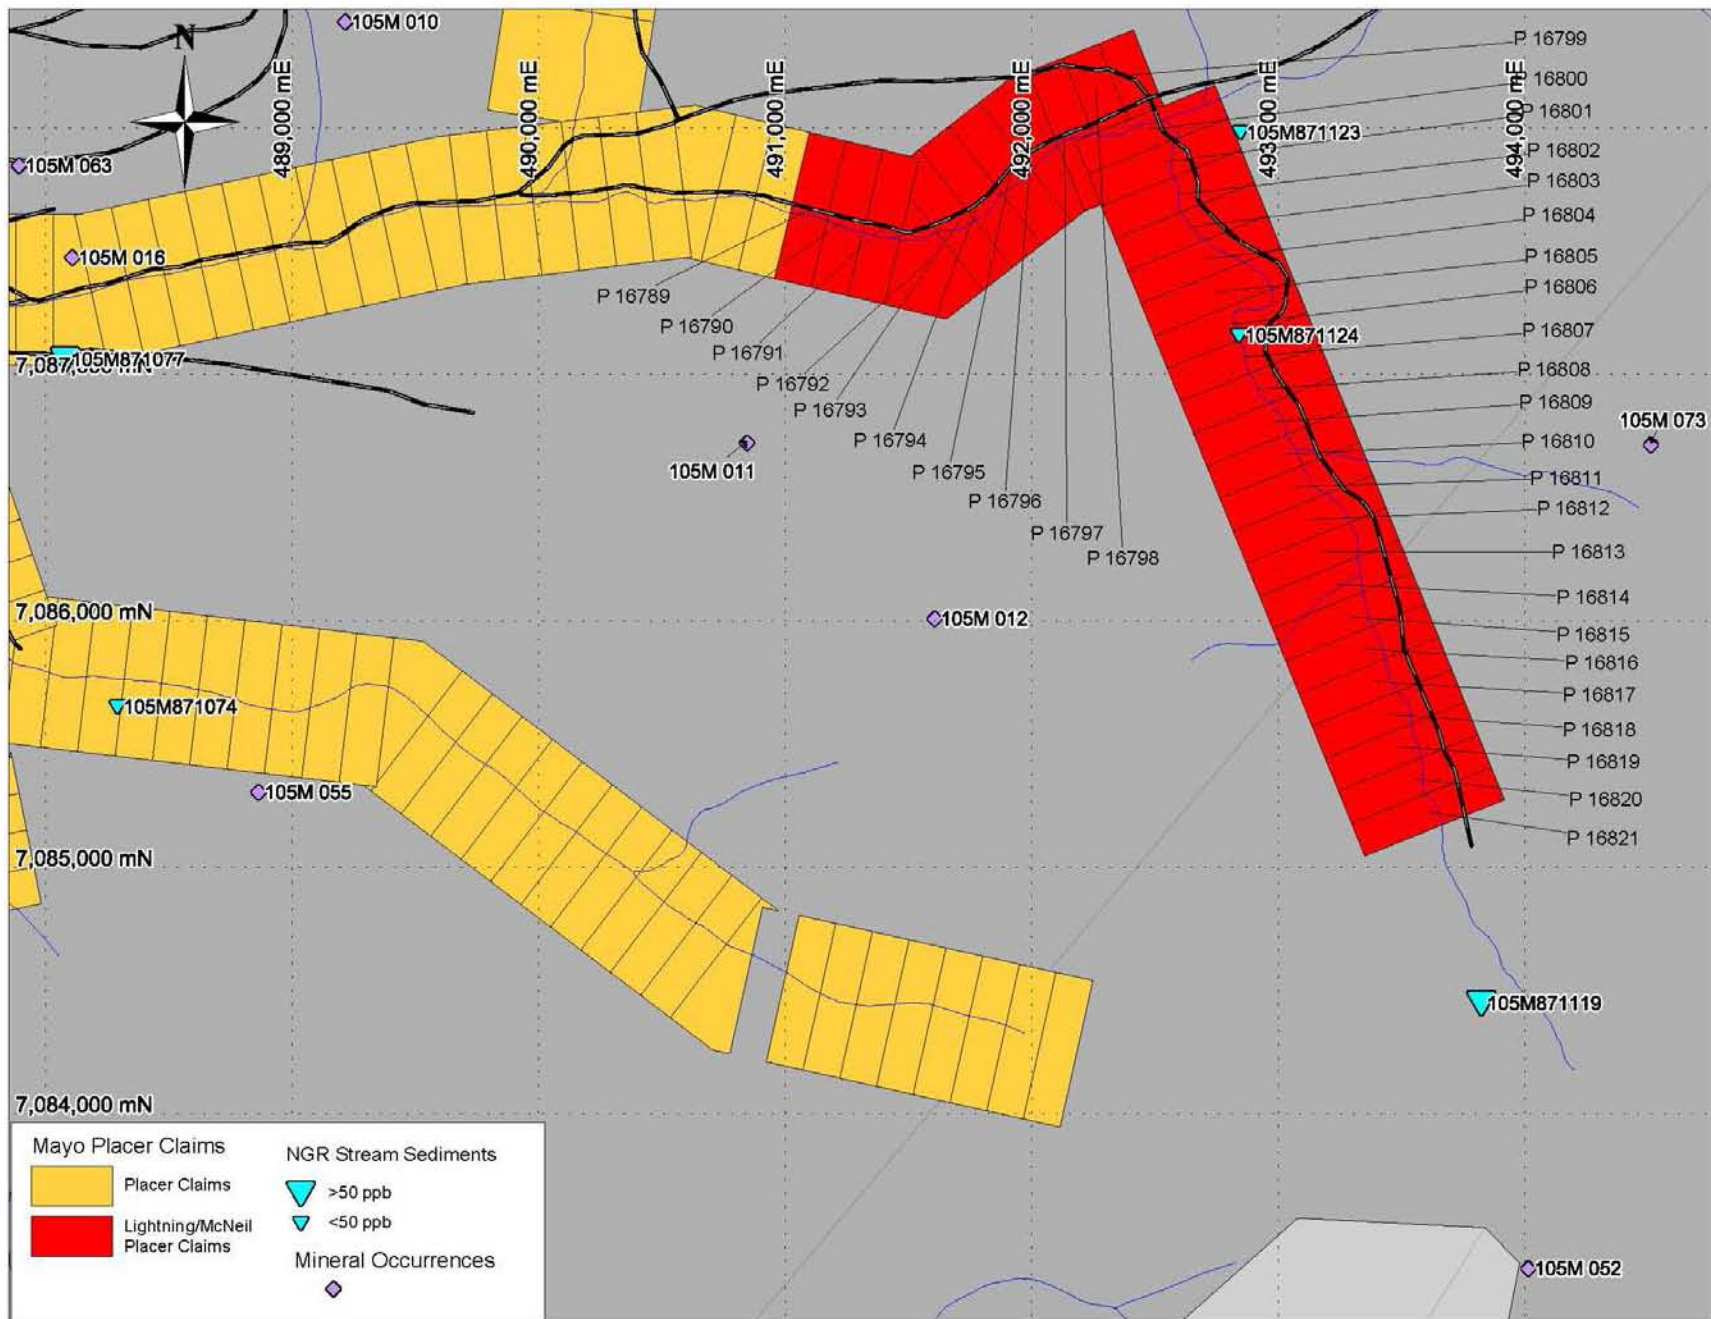 105M 010
N
489,000 mE
490,000 mE
491,000 mE
492,000 mE
493,000 mE
494,000 mE
P 16799
P 16800
P 16801
P 16802
P 16803
P 16804
P 16805
P 16806
P 16807
P 16808
P 16809
P 16810
P 16811
P 16812
P 16813
P 16814
P 16815
P 16816
P 16817
P 16818
P 16819
P 16820
P 16821
105M871123
105M871124
105M 063
105M 016
P 16789
P 16790
P 16791
P 16792
P 16793
P 16794
P 16795
P 16796
P 16797
P 16798
105M871077
7,087,000 mN
105M 011
105M 073
7,086,000 mN
105M 012
105M871074
105M 055
7,085,000 mN
105M871119
7,084,000 mN
Mayo Placer Claims
Placer Claims
Lightning/McNeil
Placer Claims
NGR Stream Sediments
>50 ppb
<50 ppb
Mineral Occurrences
105M 052